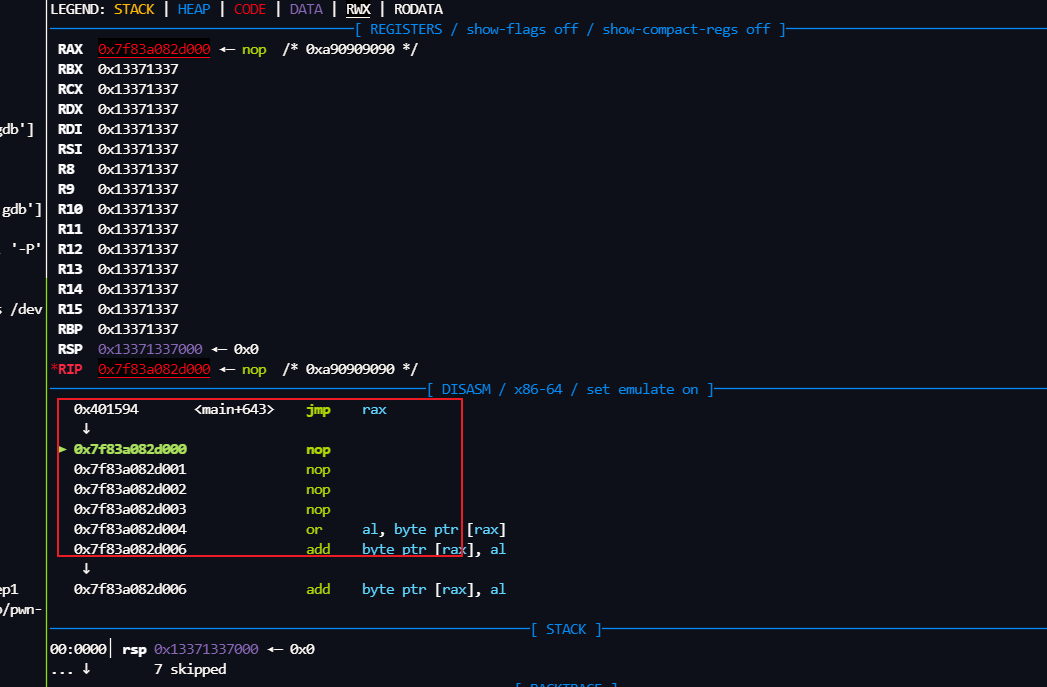 LEGEND: STACK | HEAP | CODE | DATA | RWX | RODATA
[ REGISTERS / show-flags off / show-compact-regs off ]
RAX 0x7f83a082d000 ◂— nop /* 0xa90909090 */
RBX 0x13371337
RCX 0x13371337
RDX 0x13371337
gdb'] RDI 0x13371337
RSI 0x13371337
R8 0x13371337
R9 0x13371337
gdb'] R10 0x13371337
R11 0x13371337
'-P' R12 0x13371337
R13 0x13371337
R14 0x13371337
s /dev R15 0x13371337
RBP 0x13371337
RSP 0x13371337000 ◂— 0x0
*RIP 0x7f83a082d000 ◂— nop /* 0xa90909090 */
[ DISASM / x86-64 / set emulate on ]
0x401594 <main+643> jmp rax
↓
► 0x7f83a082d000 nop
0x7f83a082d001 nop
0x7f83a082d002 nop
0x7f83a082d003 nop
0x7f83a082d004 or al, byte ptr [rax]
0x7f83a082d006 add byte ptr [rax], al
↓
ep1 0x7f83a082d006 add byte ptr [rax], al
/pwn-
[ STACK ]
00:0000│ rsp 0x13371337000 ◂— 0x0
... ↓ 7 skipped
[ BACKTRACE ]